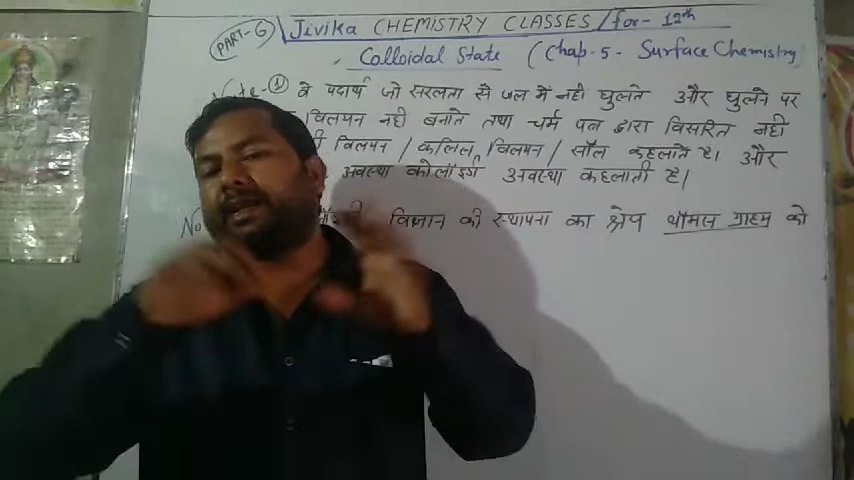 PART-6 Jivika CHEMISTRY CLASSES / for- 12th
Colloidal State (Chap-5- Surface Chemistry
Note-① वे पदार्थ जो सरलता से जल में नही घुलते और घुलने पर
विलयन नही बनाते तथा चर्म पत्र द्वारा विसरित नही
विलयन / कलिल विलयन / सॉल कहलाते है। और
अवस्था कोलॉइडी अवस्था कहलाती है।
विज्ञान की स्थापना का श्रेय थॉमस ग्राहम को